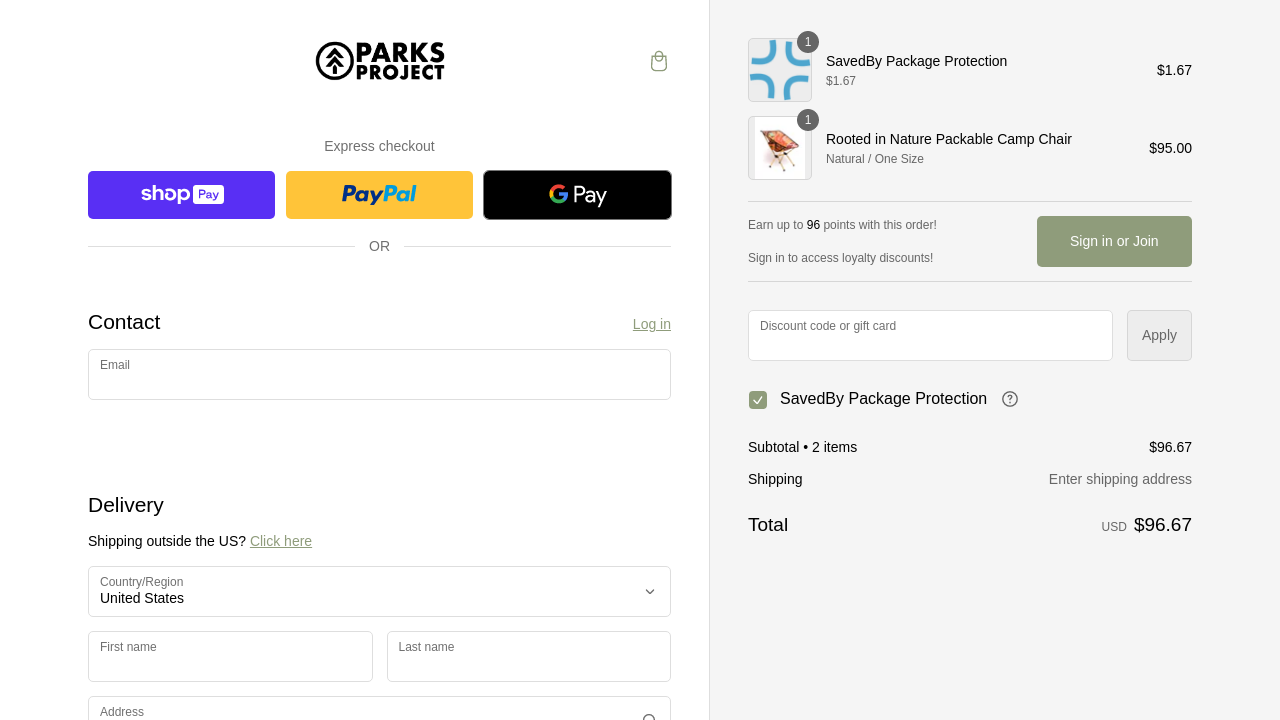 PARKS
PROJECT
Express checkout
shop Pay
PayPal
G Pay
OR
Contact
Log in
Email
Delivery
Shipping outside the US? Click here
Country/Region
United States
First name
Last name
Address
1
SavedBy Package Protection
$1.67
$1.67
1
Rooted in Nature Packable Camp Chair
Natural / One Size
$95.00
Earn up to 96 points with this order!
Sign in to access loyalty discounts!
Sign in or Join
Discount code or gift card
Apply
SavedBy Package Protection
Subtotal • 2 items
$96.67
Shipping
Enter shipping address
Total
USD $96.67